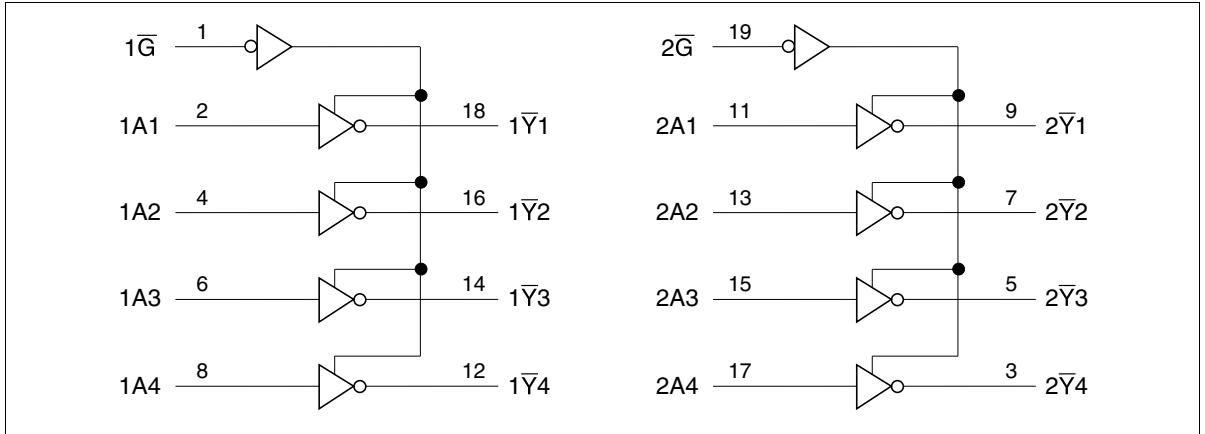 1G̅ 1 2G̅ 19
1A1 2 18 1Y̅1 2A1 11 9 2Y̅1
1A2 4 16 1Y̅2 2A2 13 7 2Y̅2
1A3 6 14 1Y̅3 2A3 15 5 2Y̅3
1A4 8 12 1Y̅4 2A4 17 3 2Y̅4